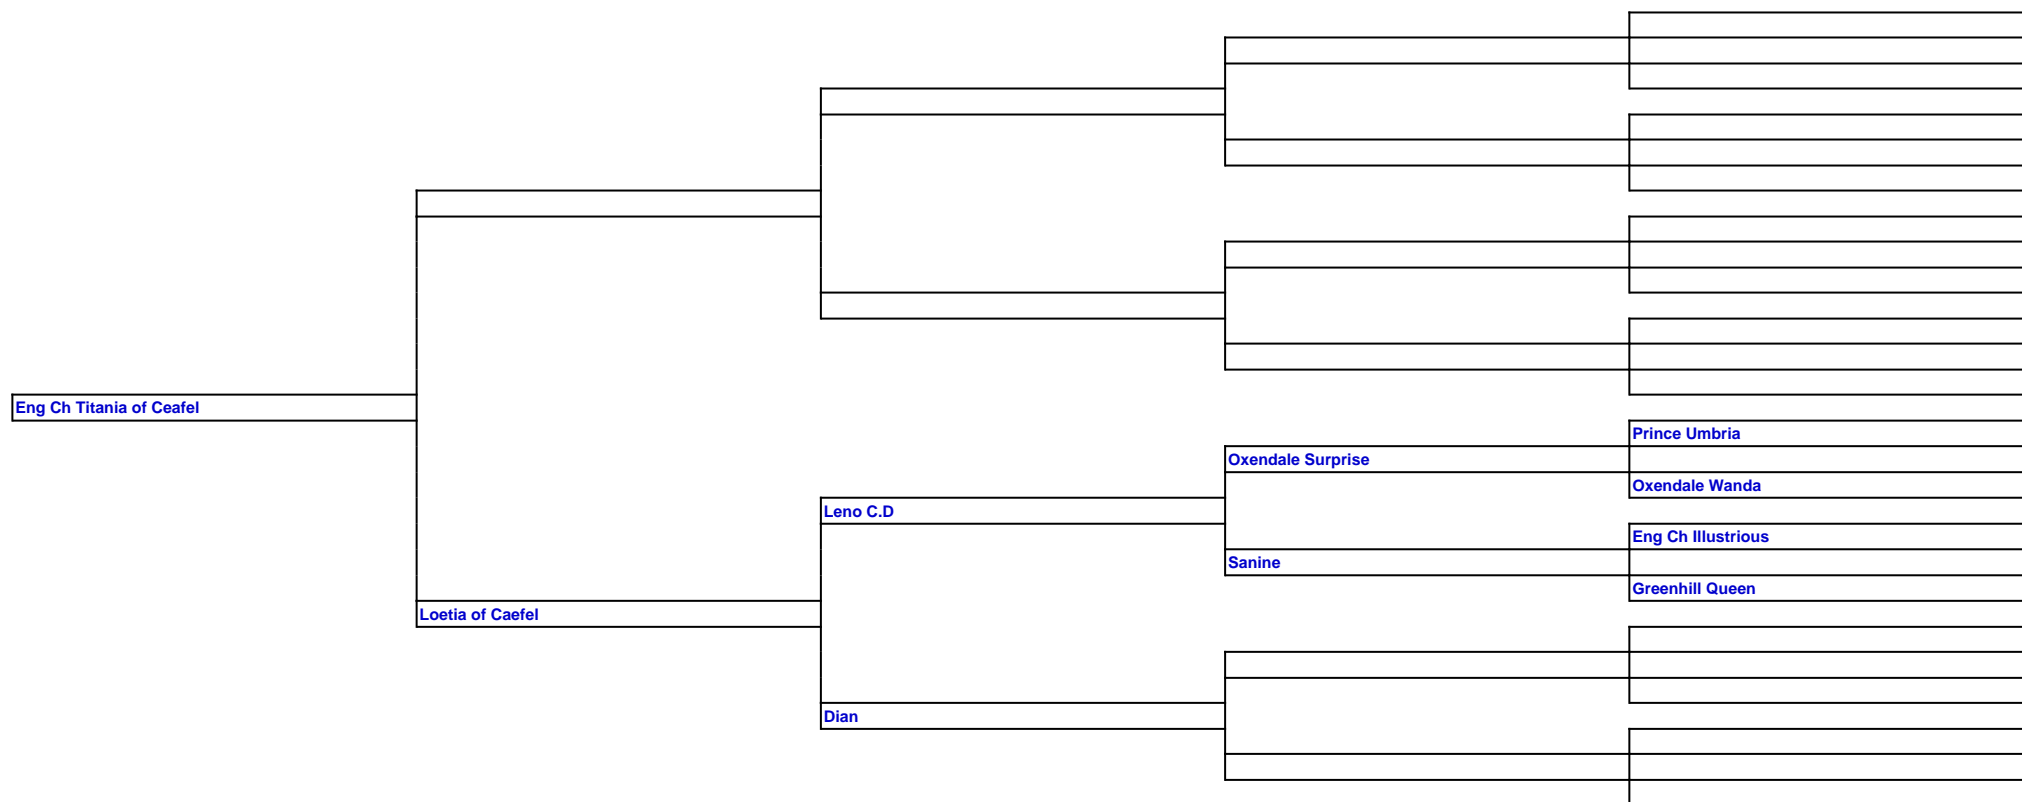 Eng Ch Titania of Ceafel
Prince Umbria
Oxendale Surprise
Oxendale Wanda
Leno C.D
Eng Ch Illustrious
Sanine
Greenhill Queen
Loetia of Caefel
Dian